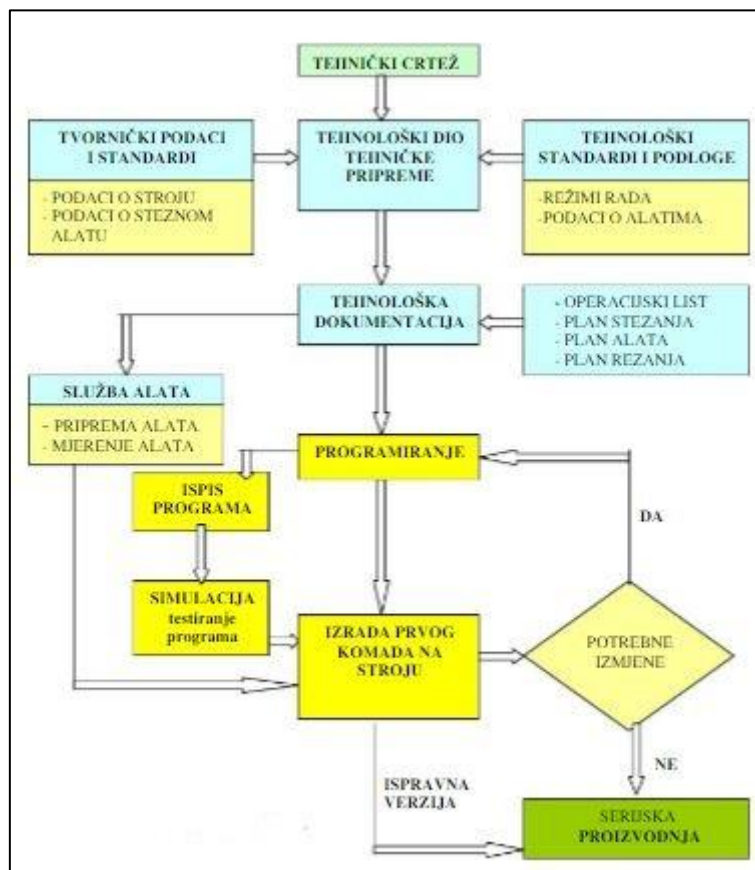 TEHNIČKI CRTEŽ
TVORNIČKI PODACI
I STANDARDI
- PODACI O STROJU
- PODACI O STEZNOM
ALATU
TEHNOLOŠKI DIO
TEHNIČKE
PRIPREME
TEHNOLOŠKI
STANDARDI I PODLOGE
-REŽIMI RADA
-PODACI O ALATIMA
TEHNOLOŠKA
DOKUMENTACIJA
- OPERACIJSKI LIST
- PLAN STEZANJA
- PLAN ALATA
- PLAN REZANJA
SLUŽBA ALATA
- PRIPREMA ALATA
- MJERENJE ALATA
PROGRAMIRANJE
ISPIS
PROGRAMA
DA
SIMULACIJA
testiranje
programa
IZRADA PRVOG
KOMADA NA
STROJU
POTREBNE
IZMJENE
NE
ISPRAVNA
VERZIJA
SERIJSKA
PROIZVODNJA